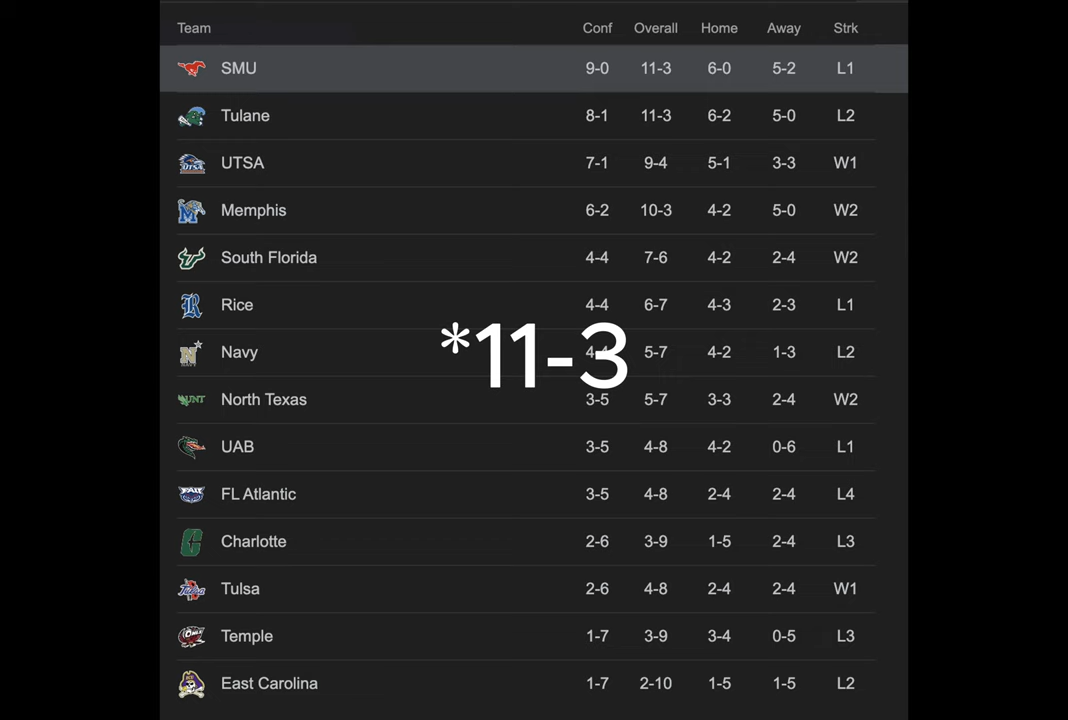 Team Conf Overall Home Away Strk
SMU 9-0 11-3 6-0 5-2 L1
Tulane 8-1 11-3 6-2 5-0 L2
UTSA 7-1 9-4 5-1 3-3 W1
Memphis 6-2 10-3 4-2 5-0 W2
South Florida 4-4 7-6 4-2 2-4 W2
Rice 4-4 6-7 4-3 2-3 L1
*11-3
Navy 4-4 5-7 4-2 1-3 L2
North Texas 3-5 5-7 3-3 2-4 W2
UAB 3-5 4-8 4-2 0-6 L1
FL Atlantic 3-5 4-8 2-4 2-4 L4
Charlotte 2-6 3-9 1-5 2-4 L3
Tulsa 2-6 4-8 2-4 2-4 W1
Temple 1-7 3-9 3-4 0-5 L3
East Carolina 1-7 2-10 1-5 1-5 L2